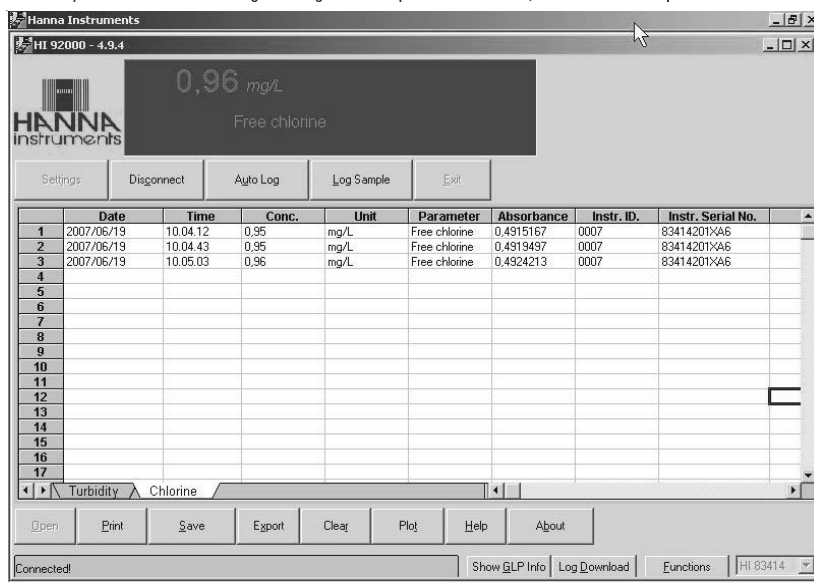 Hanna Instruments
HI 92000 - 4.9.4
HANNA
instruments
0,96 mg/L
Free chlorine
Settings Disconnect Auto Log Log Sample Exit
Date Time Conc. Unit Parameter Absorbance Instr. ID. Instr. Serial No.
1 2007/06/19 10.04.12 0,95 mg/L Free chlorine 0,4915167 0007 83414201XA6
2 2007/06/19 10.04.43 0,95 mg/L Free chlorine 0,4919497 0007 83414201XA6
3 2007/06/19 10.05.03 0,96 mg/L Free chlorine 0,4924213 0007 83414201XA6
4
5
6
7
8
9
10
11
12
13
14
15
16
17
Turbidity Chlorine
Open Print Save Export Clear Plot Help About
Connected! Show GLP Info Log Download Functions HI 83414